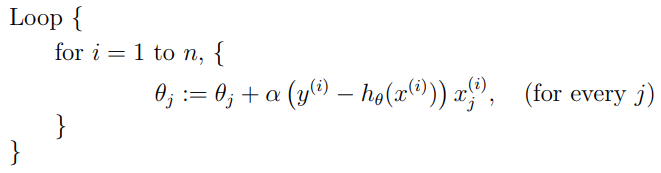 Loop {
for i = 1 to n, {
θ_j := θ_j + α (y^{(i)} − h_θ(x^{(i)})) x_j^{(i)}, (for every j)
}
}